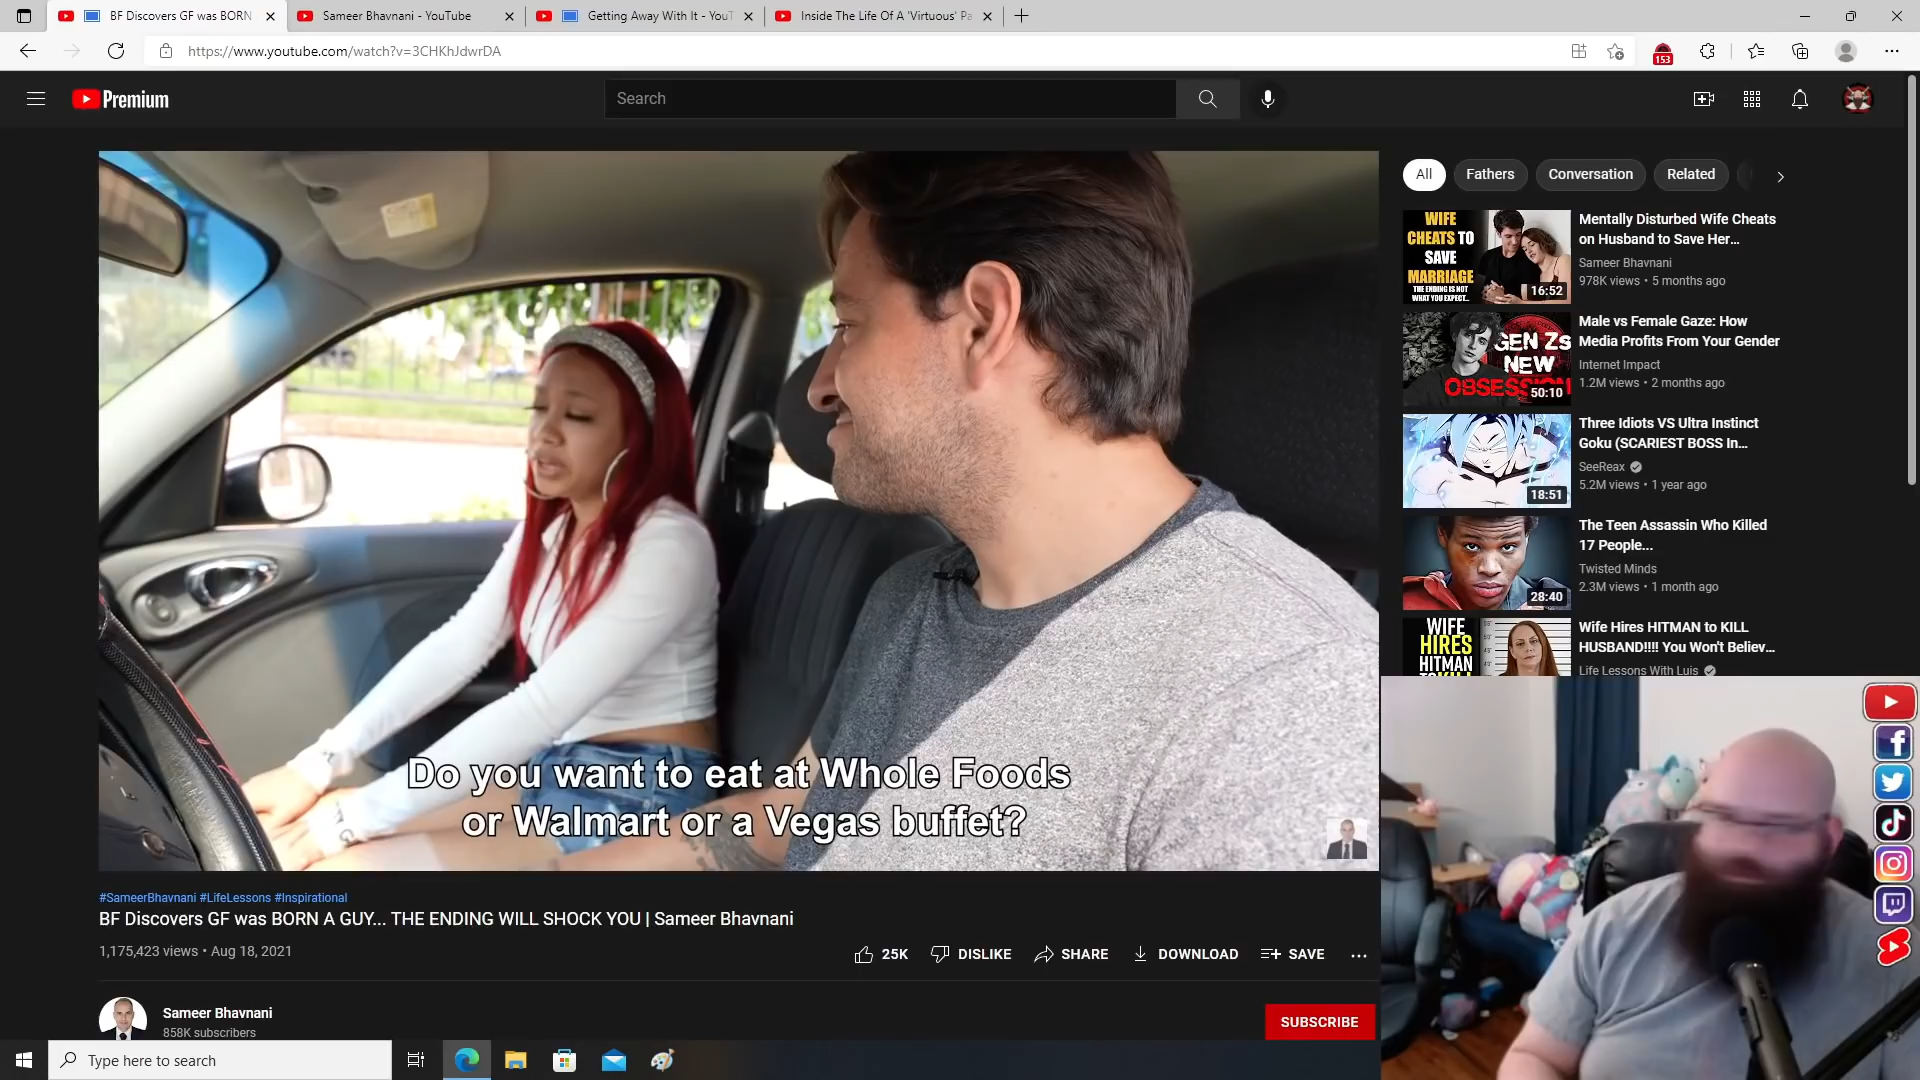 BF Discovers GF was BORN
Sameer Bhavnani - YouTube
Getting Away With It - YouT
Inside The Life Of A 'Virtuous' Pa
https://www.youtube.com/watch?v=3CHKhJdwrDA
153
Premium
Search
All
Fathers
Conversation
Related
WIFE
CHEATS TO
SAVE
MARRIAGE
THE ENDING IS NOT
WHAT YOU EXPECT...
16:52
Mentally Disturbed Wife Cheats
on Husband to Save Her...
Sameer Bhavnani
978K views • 5 months ago
GEN Zs
NEW
OBSESSION
50:10
Male vs Female Gaze: How
Media Profits From Your Gender
Internet Impact
1.2M views • 2 months ago
18:51
Three Idiots VS Ultra Instinct
Goku (SCARIEST BOSS In...
SeeReax
5.2M views • 1 year ago
28:40
The Teen Assassin Who Killed
17 People...
Twisted Minds
2.3M views • 1 month ago
WIFE
HIRES
HITMAN
Wife Hires HITMAN to KILL
HUSBAND!!!! You Won't Believ...
Life Lessons With Luis
Do you want to eat at Whole Foods
or Walmart or a Vegas buffet?
#SameerBhavnani #LifeLessons #Inspirational
BF Discovers GF was BORN A GUY... THE ENDING WILL SHOCK YOU | Sameer Bhavnani
1,175,423 views • Aug 18, 2021
25K
DISLIKE
SHARE
DOWNLOAD
SAVE
Sameer Bhavnani
858K subscribers
SUBSCRIBE
Type here to search